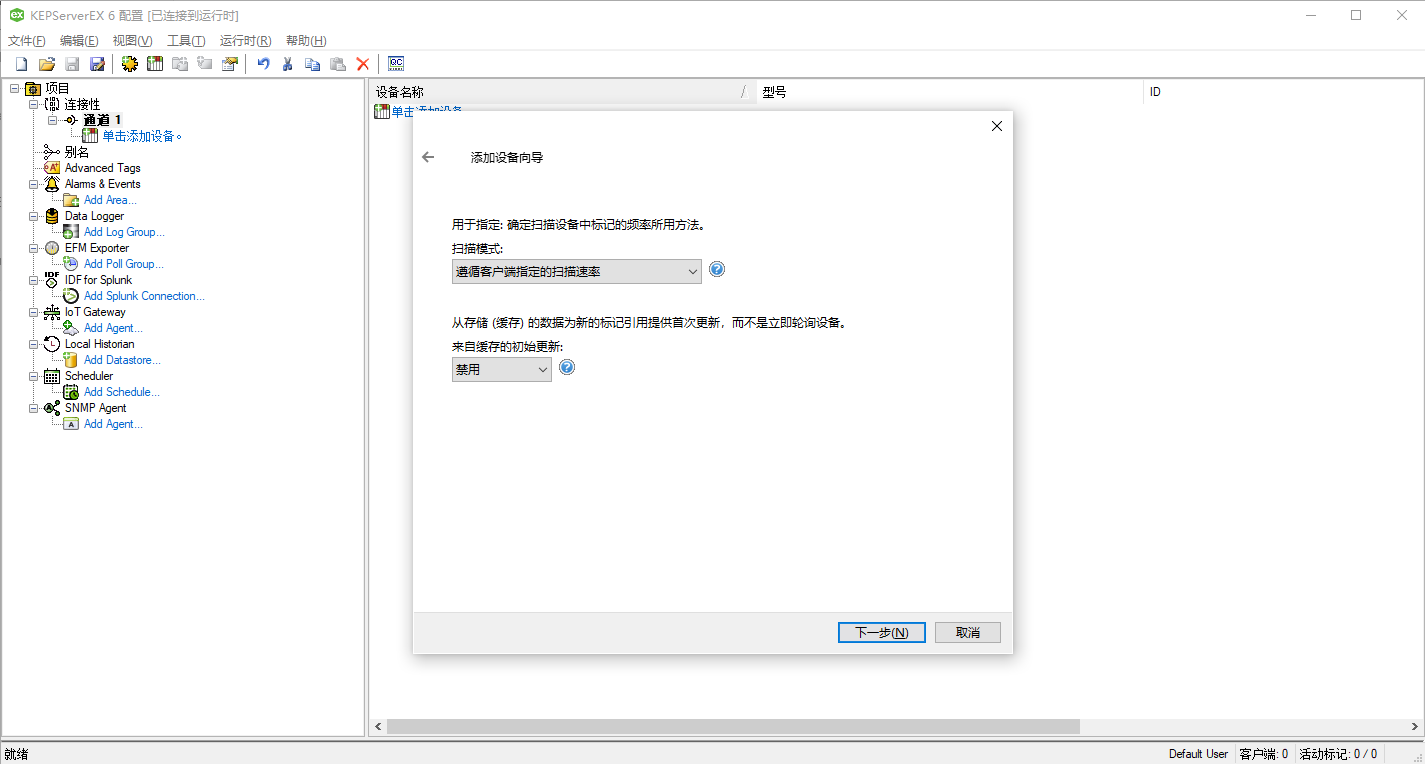 KEPServerEX 6 配置 [已连接到运行时]
文件(F) 编辑(E) 视图(V) 工具(T) 运行时(R) 帮助(H)
项目
连接性
通道 1
单击添加设备。
别名
Advanced Tags
Alarms & Events
Add Area...
Data Logger
Add Log Group...
EFM Exporter
Add Poll Group...
IDF for Splunk
Add Splunk Connection...
IoT Gateway
Add Agent...
Local Historian
Add Datastore...
Scheduler
Add Schedule...
SNMP Agent
Add Agent...
设备名称 / 型号 ID
单击添加设备
添加设备向导
用于指定: 确定扫描设备中标记的频率所用方法。
扫描模式:
遵循客户端指定的扫描速率
从存储 (缓存) 的数据为新的标记引用提供首次更新，而不是立即轮询设备。
来自缓存的初始更新:
禁用
下一步(N) 取消
就绪 Default User 客户端: 0 活动标记: 0 / 0